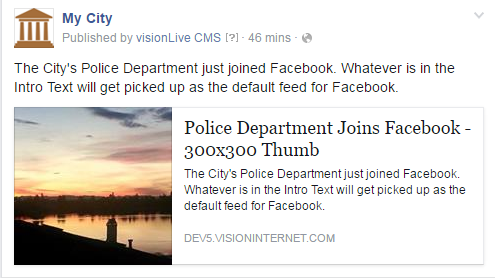 My City
Published by visionLive CMS [?] · 46 mins ·
The City's Police Department just joined Facebook. Whatever is in the
Intro Text will get picked up as the default feed for Facebook.
Police Department Joins Facebook -
300x300 Thumb
The City's Police Department just joined Facebook.
Whatever is in the Intro Text will get picked up as the
default feed for Facebook.
DEV5.VISIONINTERNET.COM